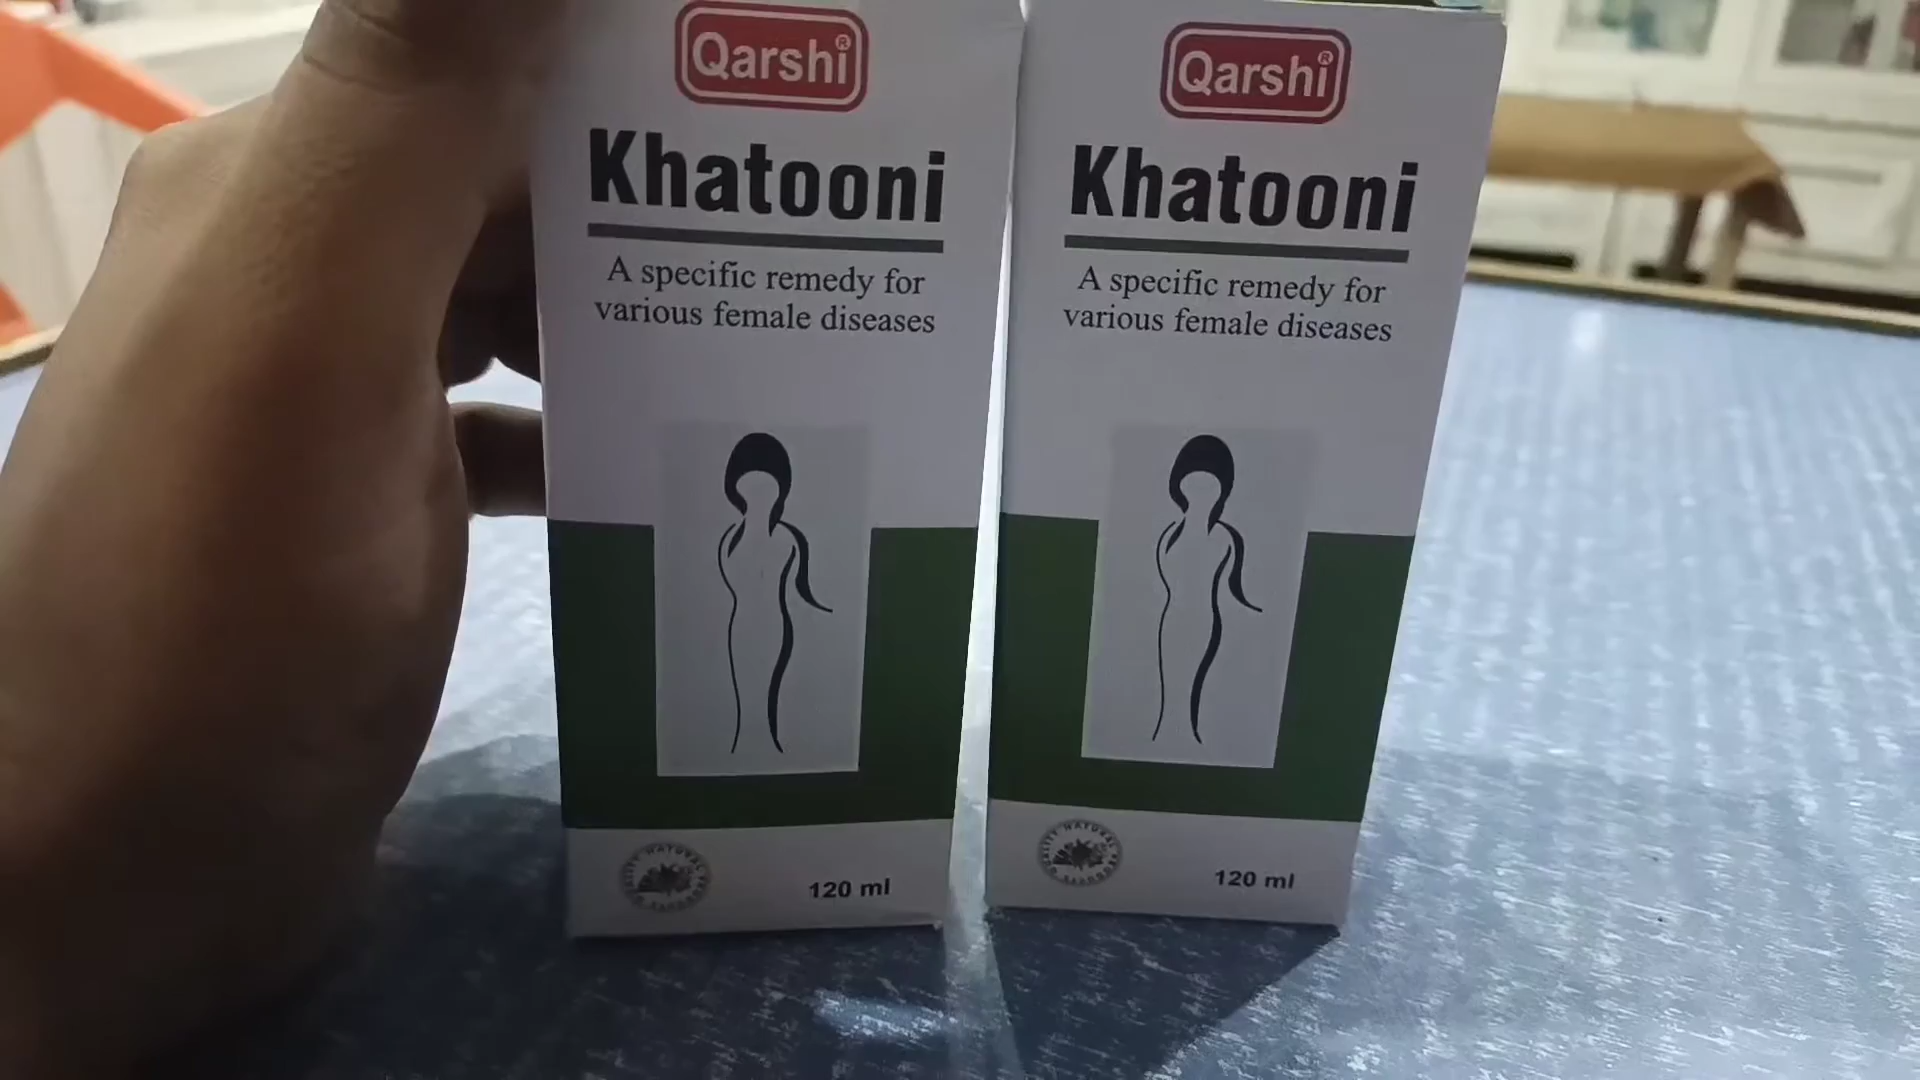 Qarshi®
Khatooni
A specific remedy for
various female diseases
120 ml
Qarshi®
Khatooni
A specific remedy for
various female diseases
120 ml